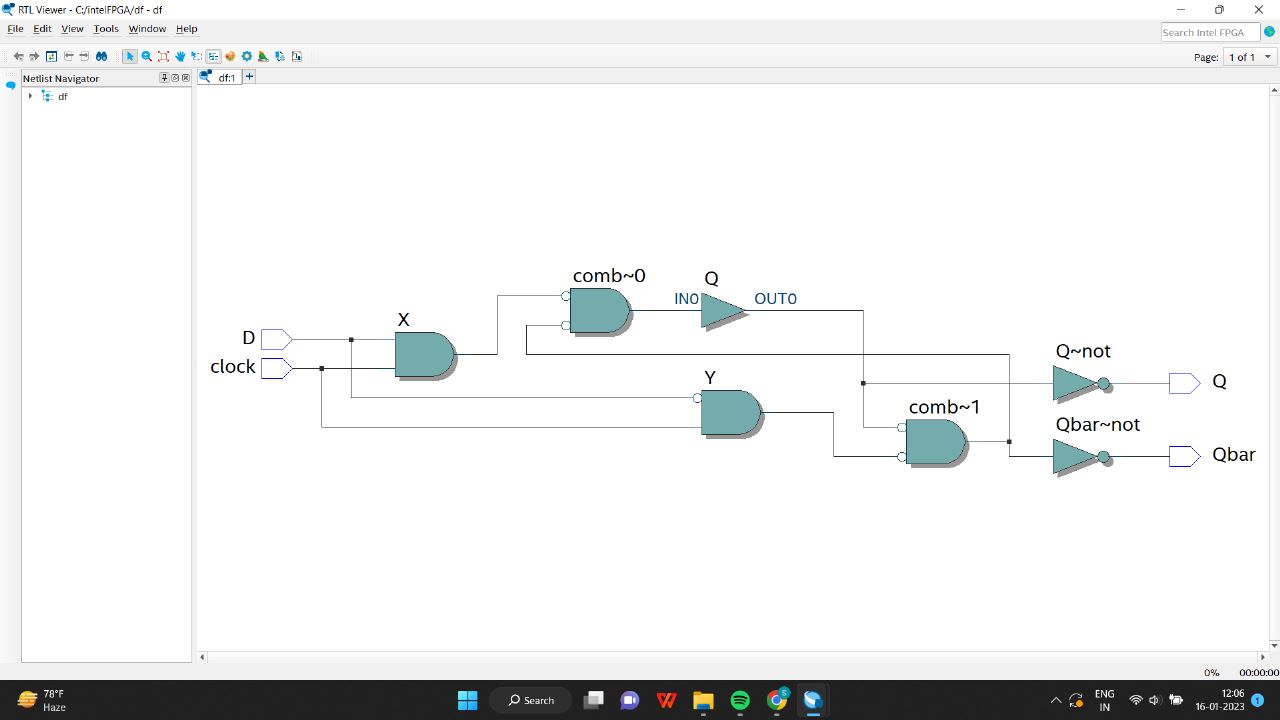 RTL Viewer - C:/intelFPGA/df - df
File Edit View Tools Window Help
Search Intel FPGA
Page: 1 of 1
Netlist Navigator
df:1
df
comb~0
Q
IN0
OUT0
X
D
clock
Y
Q~not
Q
comb~1
Qbar~not
Qbar
0% 00:00:00
78°F
Haze
Search
S
ENG
IN
12:06
16-01-2023
1